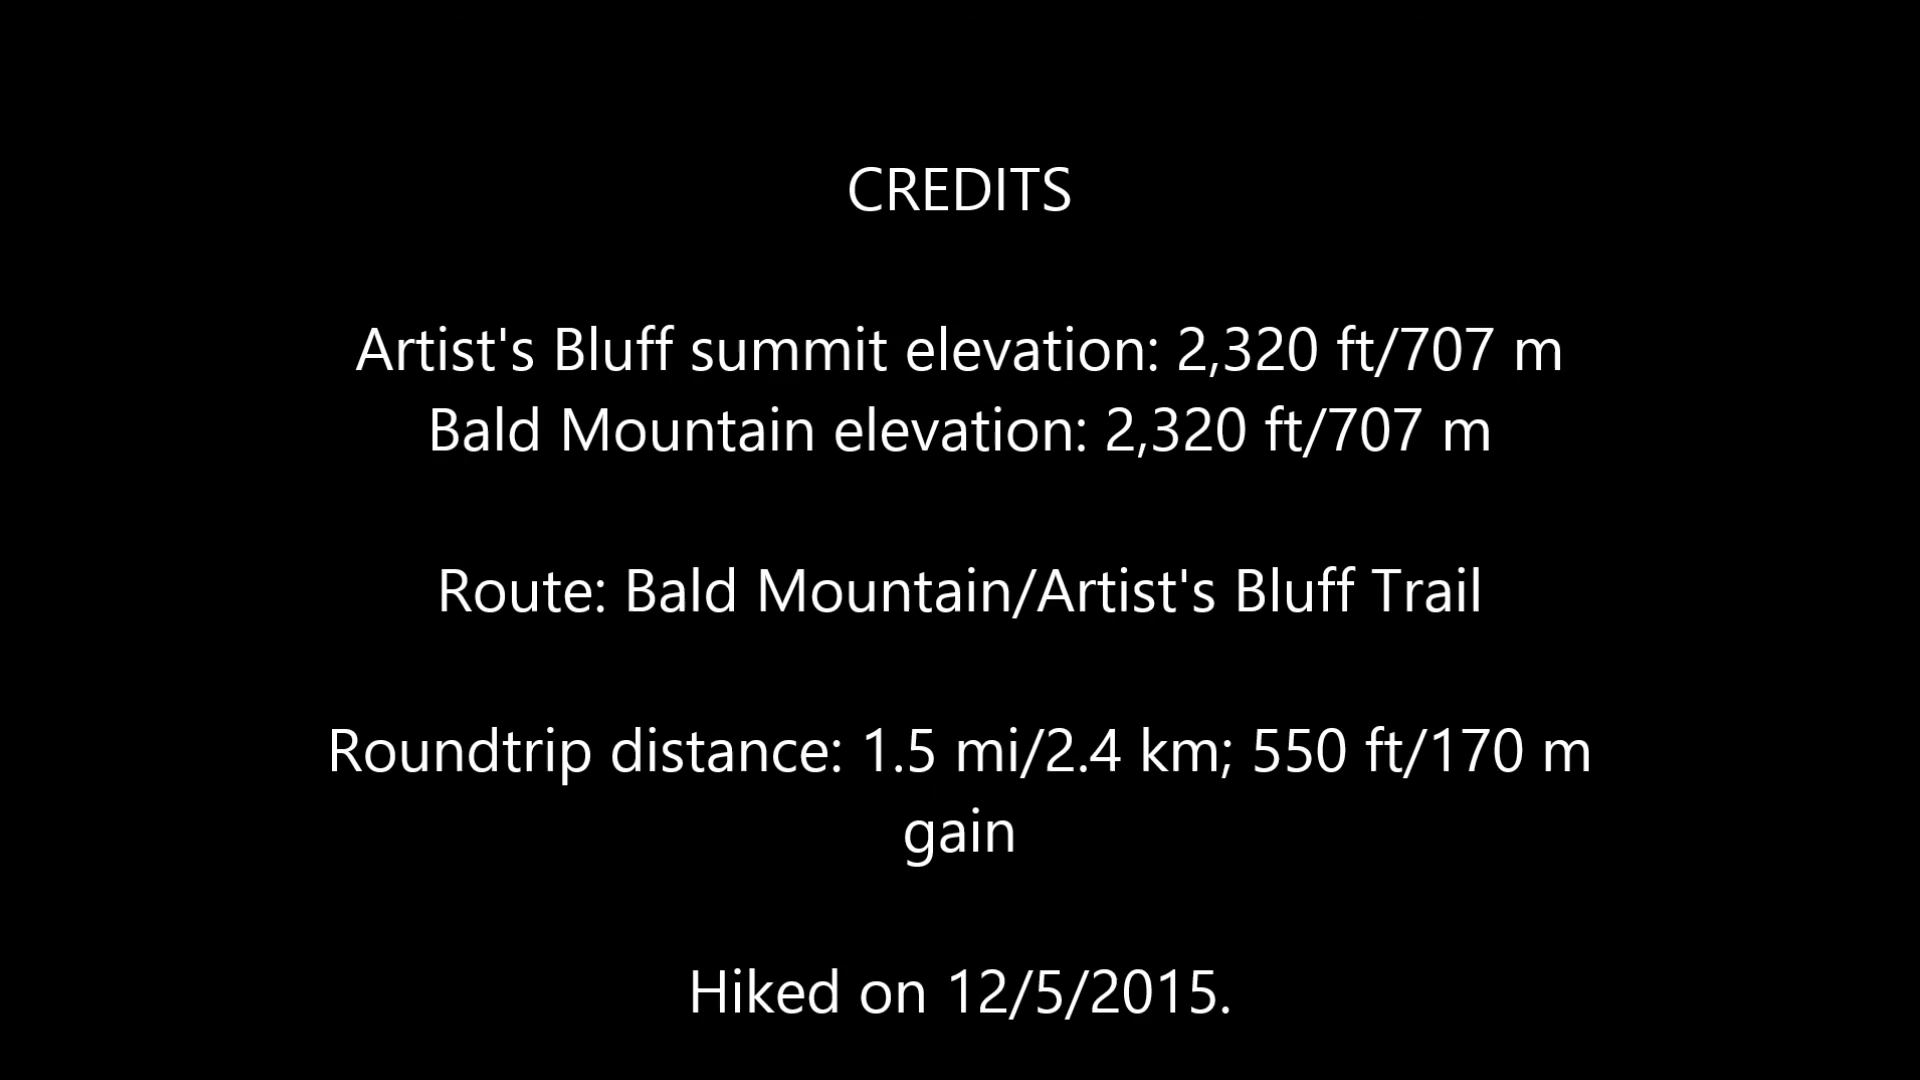 CREDITS
Artist's Bluff summit elevation: 2,320 ft/707 m
Bald Mountain elevation: 2,320 ft/707 m
Route: Bald Mountain/Artist's Bluff Trail
Roundtrip distance: 1.5 mi/2.4 km; 550 ft/170 m
gain
Hiked on 12/5/2015.